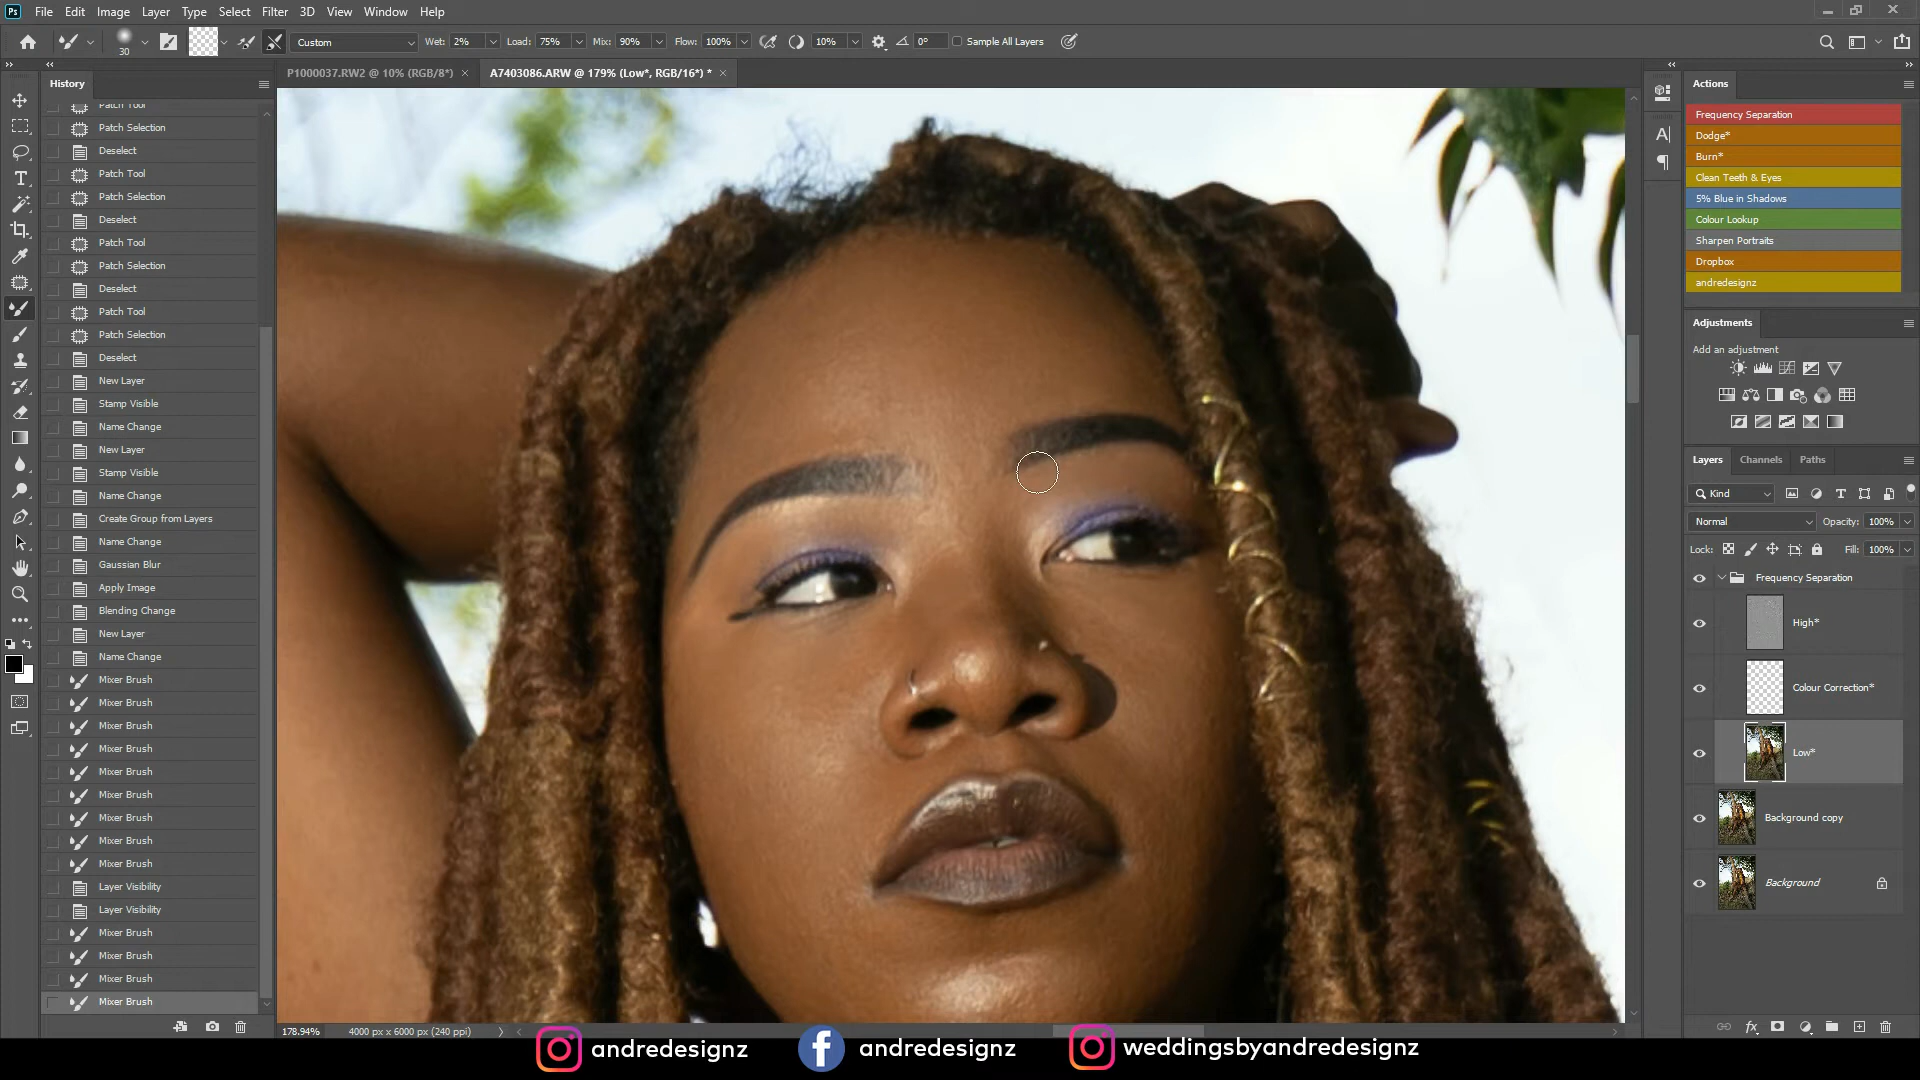 Ps File Edit Image Layer Type Select Filter 3D View Window Help
30 Custom Wet: 2% Load: 75% Mix: 90% Flow: 100% 10% 0° Sample All Layers
P1000037.RW2 @ 10% (RGB/8*) × A7403086.ARW @ 179% (Low*, RGB/16*) * ×
History
Patch Tool
Patch Selection
Deselect
Patch Tool
Patch Selection
Deselect
Patch Tool
Patch Selection
Deselect
Patch Tool
Patch Selection
Deselect
New Layer
Stamp Visible
Name Change
New Layer
Stamp Visible
Name Change
Create Group from Layers
Name Change
Gaussian Blur
Apply Image
Blending Change
New Layer
Name Change
Mixer Brush
Mixer Brush
Mixer Brush
Mixer Brush
Mixer Brush
Mixer Brush
Mixer Brush
Mixer Brush
Mixer Brush
Layer Visibility
Layer Visibility
Mixer Brush
Mixer Brush
Mixer Brush
Mixer Brush
Actions
Frequency Separation
Dodge*
Burn*
Clean Teeth & Eyes
5% Blue in Shadows
Colour Lookup
Sharpen Portraits
Dropbox
andredesignz
Adjustments
Add an adjustment
Layers Channels Paths
Kind
Normal Opacity: 100%
Lock: Fill: 100%
Frequency Separation
High*
Colour Correction*
Low*
Background copy
Background
178.94% 4000 px x 6000 px (240 ppi)
andredesignz andredesignz weddingsbyandredesignz